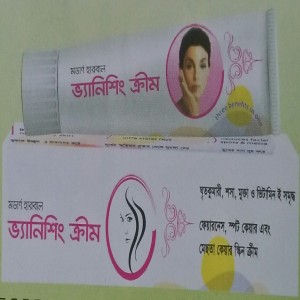 মডার্ণ হারবাল
ভ্যানিশিং ক্রীম
মডার্ণ হারবাল
ভ্যানিশিং ক্রীম
ঘৃতকুমারী, শসা, মুক্তা ও ভিটামিন ই সমৃদ্ধ
ফেয়ারনেস, স্পট কেয়ার এবং
মেছতা কেয়ার স্কিন ক্রীম